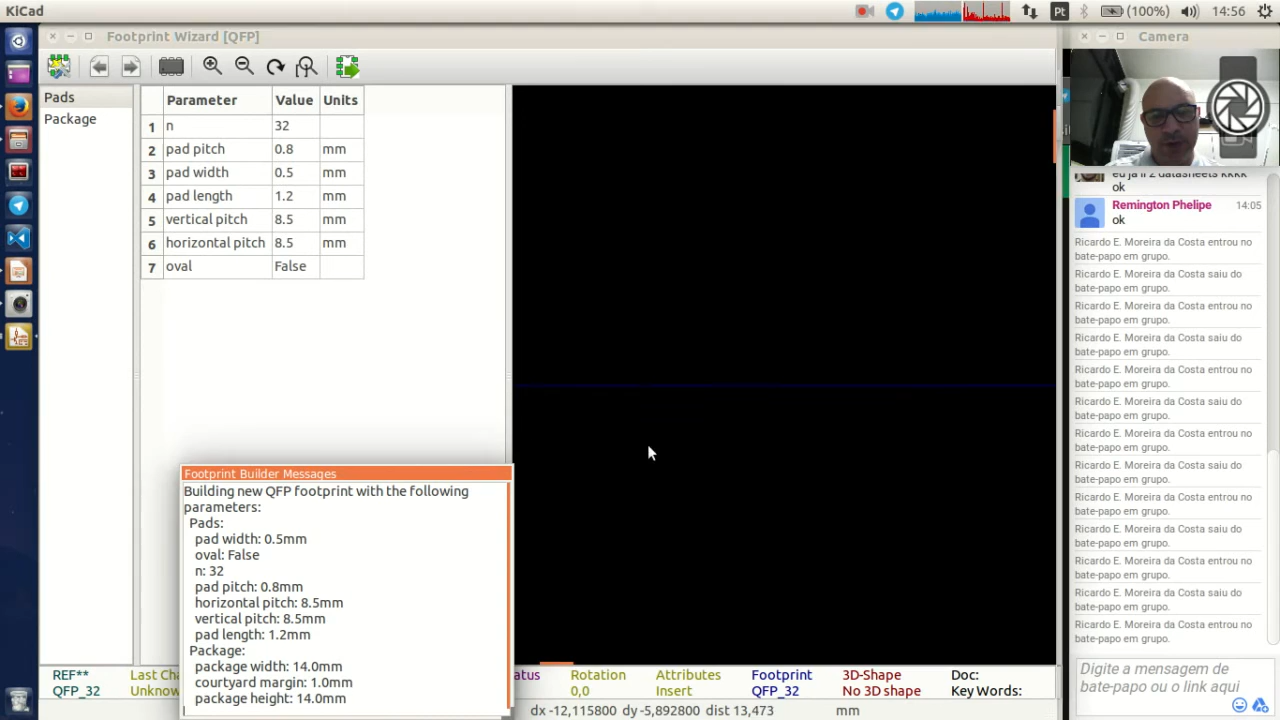 KiCad
Pt
(100%)
14:56
Footprint Wizard [QFP]
Camera
Pads
Package
Parameter Value Units
1 n 32
2 pad pitch 0.8 mm
3 pad width 0.5 mm
4 pad length 1.2 mm
5 vertical pitch 8.5 mm
6 horizontal pitch 8.5 mm
7 oval False
Footprint Builder Messages
Building new QFP footprint with the following
parameters:
Pads:
pad width: 0.5mm
oval: False
n: 32
pad pitch: 0.8mm
horizontal pitch: 8.5mm
vertical pitch: 8.5mm
pad length: 1.2mm
Package:
package width: 14.0mm
courtyard margin: 1.0mm
package height: 14.0mm
REF** Last Cha atus Rotation Attributes Footprint 3D-Shape Doc:
QFP_32 Unknow 0,0 Insert QFP_32 No 3D shape Key Words:
dx -12,115800 dy -5,892800 dist 13,473 mm
ok
Remington Phelipe 14:05
ok
Ricardo E. Moreira da Costa entrou no
bate-papo em grupo.
Ricardo E. Moreira da Costa saiu do
bate-papo em grupo.
Ricardo E. Moreira da Costa entrou no
bate-papo em grupo.
Ricardo E. Moreira da Costa saiu do
bate-papo em grupo.
Ricardo E. Moreira da Costa entrou no
bate-papo em grupo.
Ricardo E. Moreira da Costa saiu do
bate-papo em grupo.
Ricardo E. Moreira da Costa entrou no
bate-papo em grupo.
Ricardo E. Moreira da Costa saiu do
bate-papo em grupo.
Ricardo E. Moreira da Costa entrou no
bate-papo em grupo.
Ricardo E. Moreira da Costa saiu do
bate-papo em grupo.
Ricardo E. Moreira da Costa entrou no
bate-papo em grupo.
Ricardo E. Moreira da Costa saiu do
bate-papo em grupo.
Ricardo E. Moreira da Costa entrou no
bate-papo em grupo.
Digite a mensagem de
bate-papo ou o link aqui